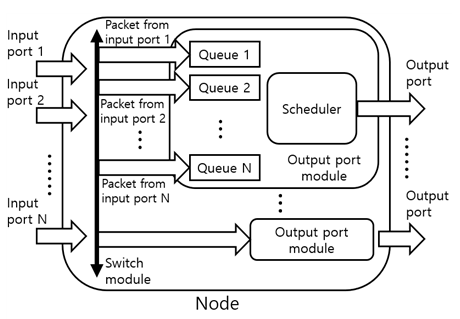 Packet from
input port 1
Input
port 1
Queue 1
Output
port
Input
port 2
Queue 2
Packet from
input port 2
Scheduler
Output port
module
Queue N
Packet from
input port N
Input
port N
Output
port
Output port
module
Switch
module
Node